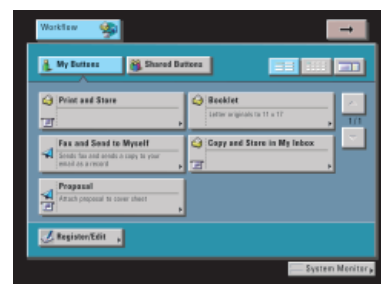 Workflow
My Buttons
Shared Buttons
Print and Store
Booklet
Letter originals to 11 x 17
1/1
Fax and Send to Myself
Sends fax and sends a copy to your
email as a record
Copy and Store in My Inbox
Proposal
Attach proposal to cover sheet
Register/Edit
System Monitor